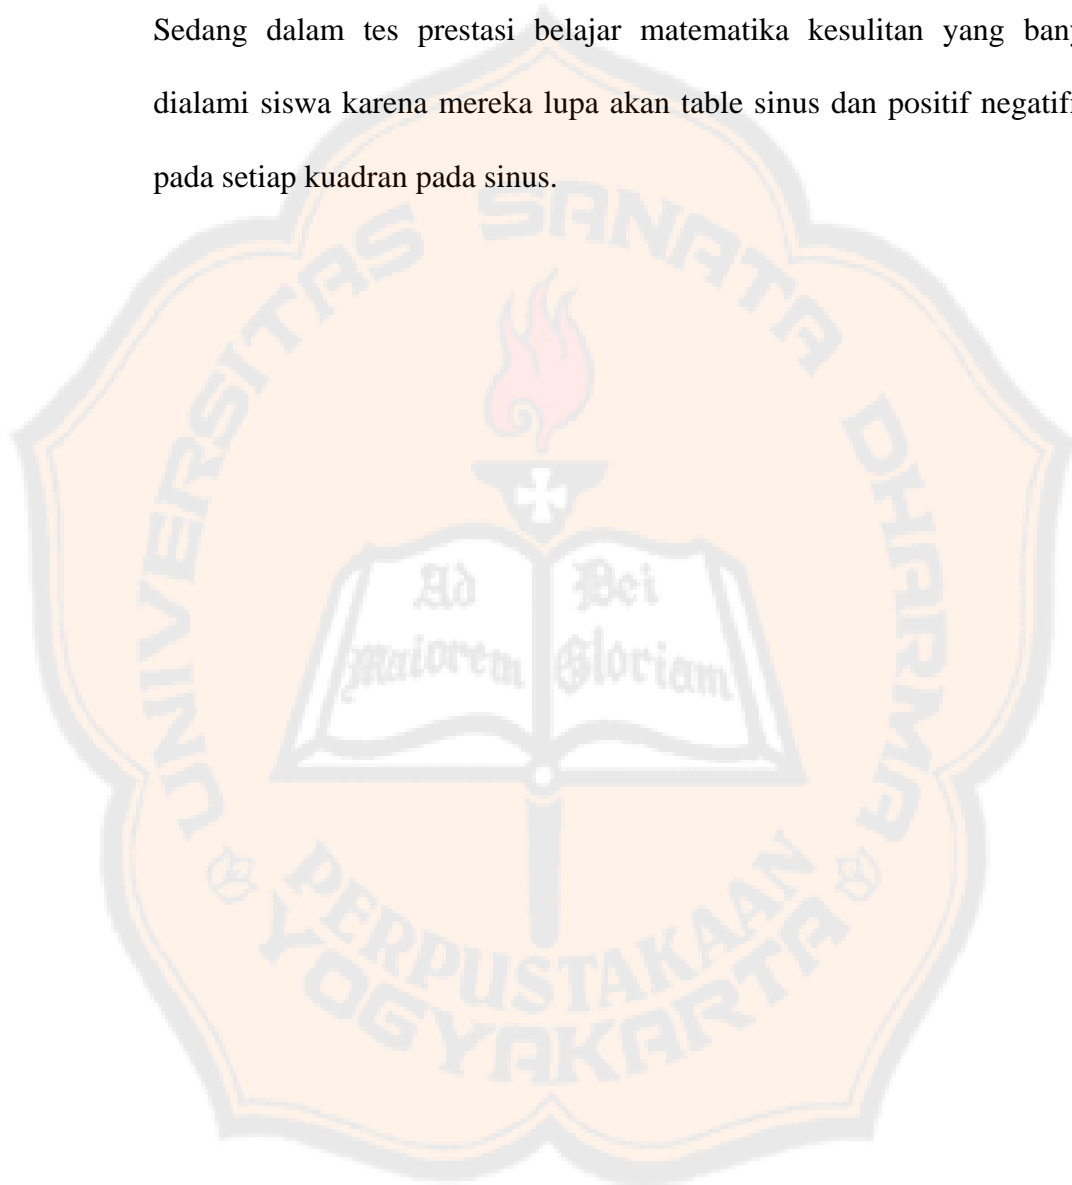 Sedang dalam tes prestasi belajar matematika kesulitan yang bany
dialami siswa karena mereka lupa akan table sinus dan positif negatif
pada setiap kuadran pada sinus.
UNIVERSITAS SANATA DHARMA
Ad Dei
maiorem Gloriam
PERPUSTAKAAN
YOGYAKARTA